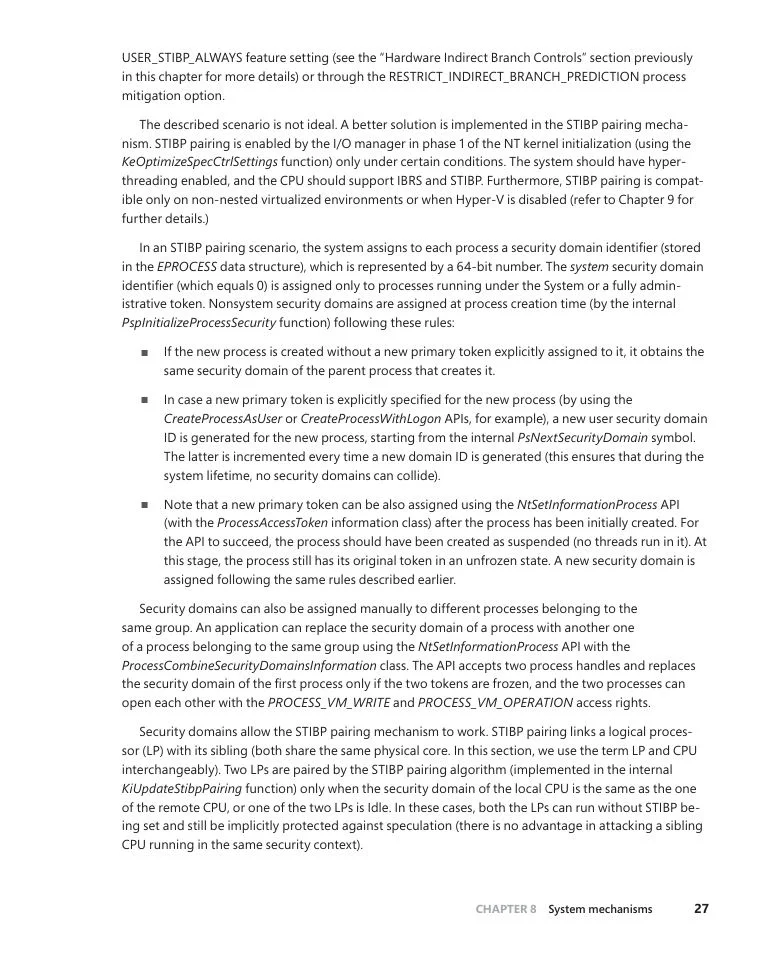 USER_STIBP_ALWAYS feature setting (see the “Hardware Indirect Branch Controls” section previously
in this chapter for more details) or through the RESTRICT_INDIRECT_BRANCH_PREDICTION process
mitigation option.
The described scenario is not ideal. A better solution is implemented in the STIBP pairing mecha-
nism. STIBP pairing is enabled by the I/O manager in phase 1 of the NT kernel initialization (using the
KeOptimizeSpecCtrlSettings function) only under certain conditions. The system should have hyper-
threading enabled, and the CPU should support IBRS and STIBP. Furthermore, STIBP pairing is compat-
ible only on non-nested virtualized environments or when Hyper-V is disabled (refer to Chapter 9 for
further details.)
In an STIBP pairing scenario, the system assigns to each process a security domain identifier (stored
in the EPROCESS data structure), which is represented by a 64-bit number. The system security domain
identifier (which equals 0) is assigned only to processes running under the System or a fully admin-
istrative token. Nonsystem security domains are assigned at process creation time (by the internal
PspInitializeProcessSecurity function) following these rules:
■ If the new process is created without a new primary token explicitly assigned to it, it obtains the
same security domain of the parent process that creates it.
■ In case a new primary token is explicitly specified for the new process (by using the
CreateProcessAsUser or CreateProcessWithLogon APIs, for example), a new user security domain
ID is generated for the new process, starting from the internal PsNextSecurityDomain symbol.
The latter is incremented every time a new domain ID is generated (this ensures that during the
system lifetime, no security domains can collide).
■ Note that a new primary token can be also assigned using the NtSetInformationProcess API
(with the ProcessAccessToken information class) after the process has been initially created. For
the API to succeed, the process should have been created as suspended (no threads run in it). At
this stage, the process still has its original token in an unfrozen state. A new security domain is
assigned following the same rules described earlier.
Security domains can also be assigned manually to different processes belonging to the
same group. An application can replace the security domain of a process with another one
of a process belonging to the same group using the NtSetInformationProcess API with the
ProcessCombineSecurityDomainsInformation class. The API accepts two process handles and replaces
the security domain of the first process only if the two tokens are frozen, and the two processes can
open each other with the PROCESS_VM_WRITE and PROCESS_VM_OPERATION access rights.
Security domains allow the STIBP pairing mechanism to work. STIBP pairing links a logical proces-
sor (LP) with its sibling (both share the same physical core. In this section, we use the term LP and CPU
interchangeably). Two LPs are paired by the STIBP pairing algorithm (implemented in the internal
KiUpdateStibpPairing function) only when the security domain of the local CPU is the same as the one
of the remote CPU, or one of the two LPs is Idle. In these cases, both the LPs can run without STIBP be-
ing set and still be implicitly protected against speculation (there is no advantage in attacking a sibling
CPU running in the same security context).
CHAPTER 8 System mechanisms 27